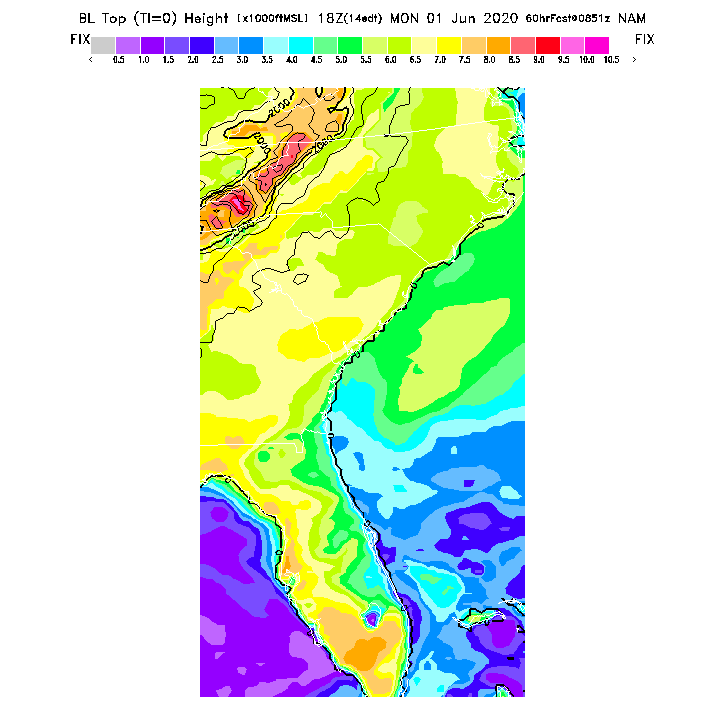 BL Top (TI=0) Height [x1000ftMSL] 18Z(14edt) MON 01 Jun 2020 60hrFcst@0851z NAM
FIX FIX
< 0.5 1.0 1.5 2.0 2.5 3.0 3.5 4.0 4.5 5.0 5.5 6.0 6.5 7.0 7.5 8.0 8.5 9.0 9.5 10.0 10.5 >
2000
2000
2000